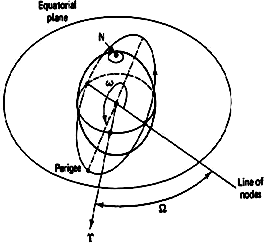 Equatorial
plane
N
ω
Perigee
Line of
nodes
Ω
ϒ